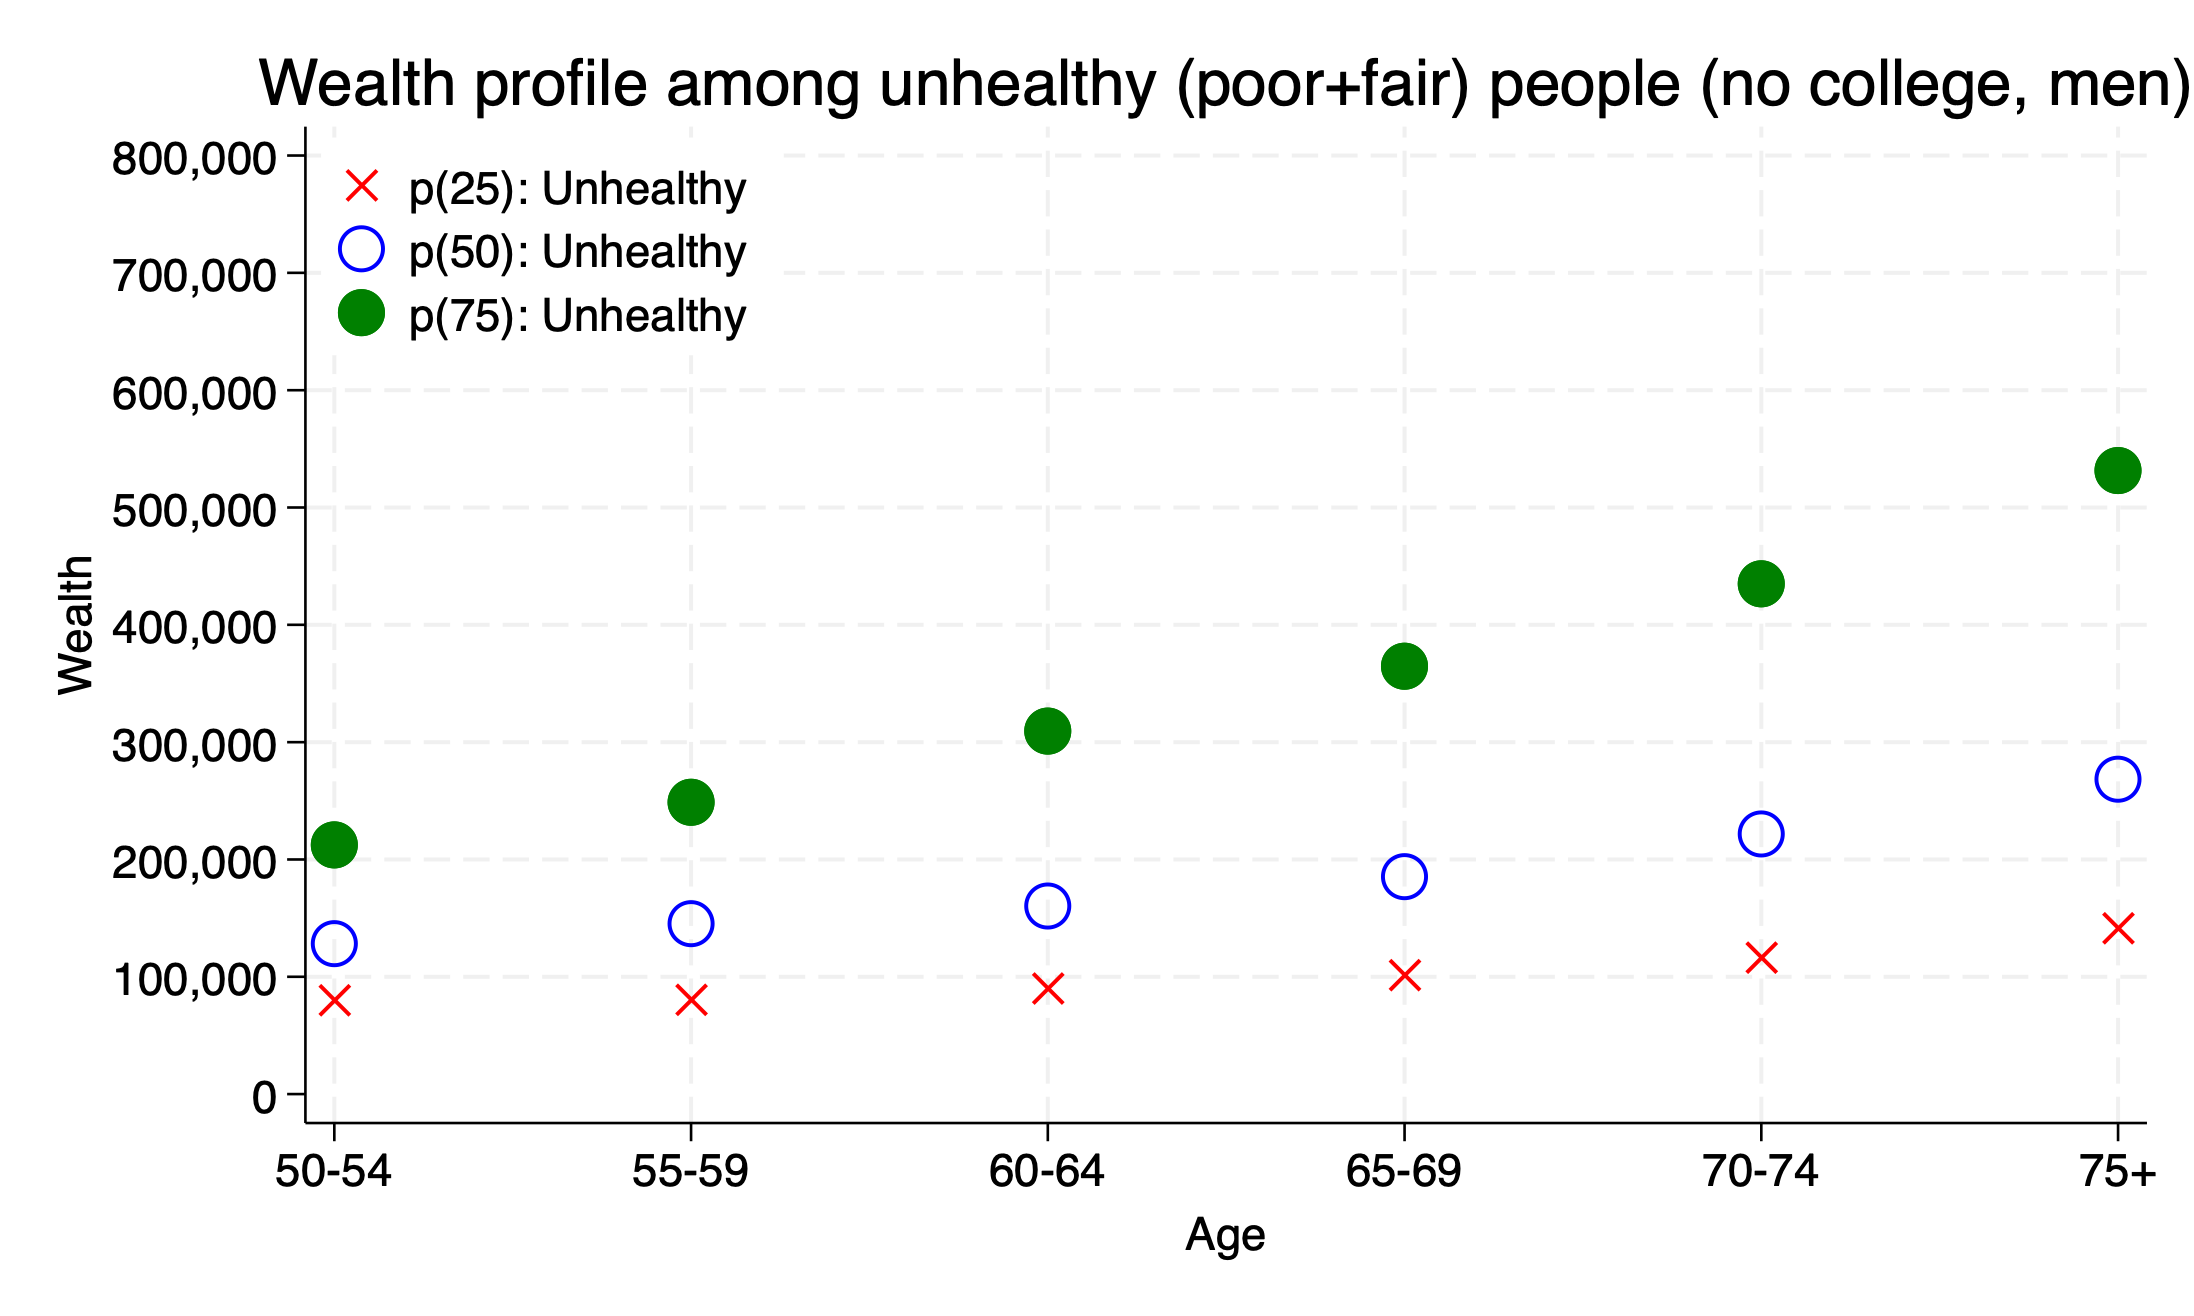 Wealth profile among unhealthy (poor+fair) people (no college, men)
800,000
700,000
600,000
500,000
400,000
300,000
200,000
100,000
0
Wealth
p(25): Unhealthy
p(50): Unhealthy
p(75): Unhealthy
50-54 55-59 60-64 65-69 70-74 75+
Age